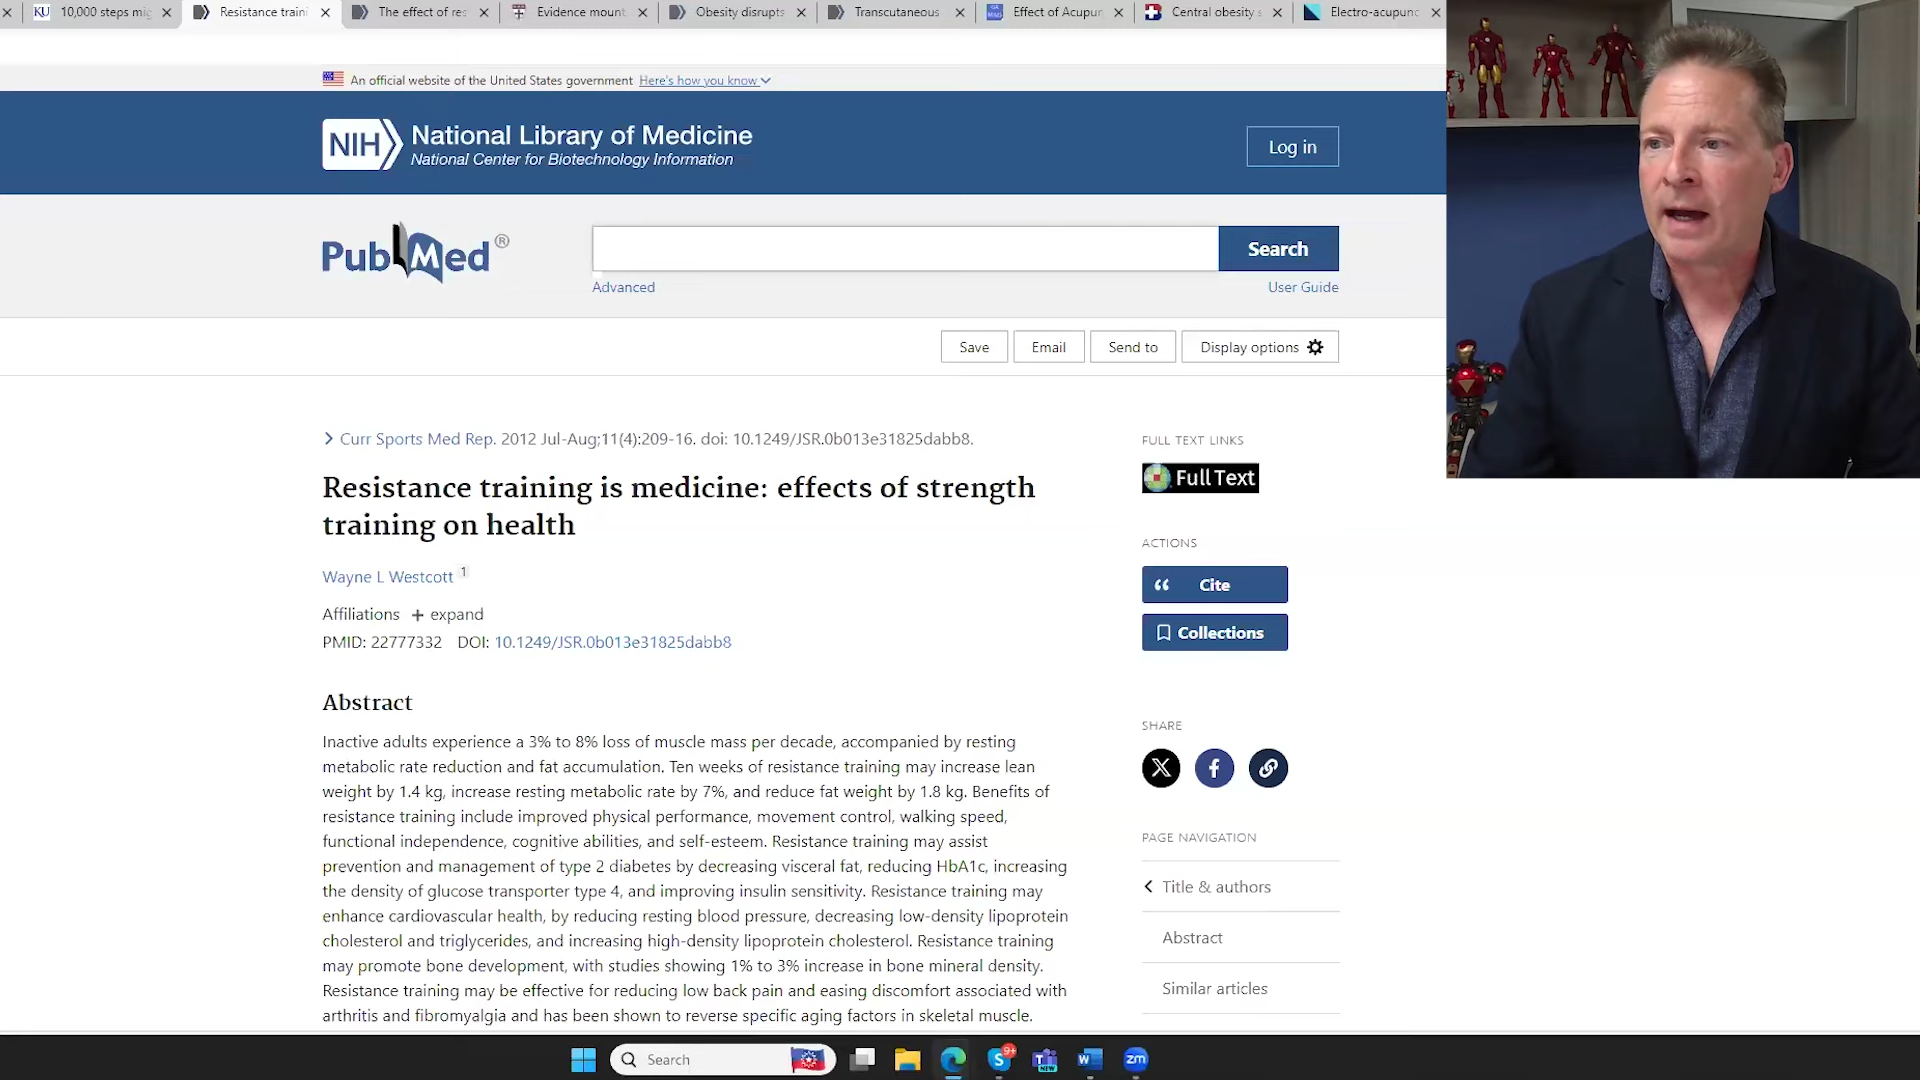 KU 10,000 steps mig
Resistance traini
The effect of res
Evidence mount
Obesity disrupts
Transcutaneous
Effect of Acupun
Central obesity s
Electro-acupunc
An official website of the United States government Here's how you know
NIH National Library of Medicine
National Center for Biotechnology Information
Log in
PubMed®
Search
Advanced
User Guide
Save
Email
Send to
Display options
Curr Sports Med Rep. 2012 Jul-Aug;11(4):209-16. doi: 10.1249/JSR.0b013e31825dabb8.
Resistance training is medicine: effects of strength
training on health
Wayne L Westcott 1
Affiliations + expand
PMID: 22777332 DOI: 10.1249/JSR.0b013e31825dabb8
Abstract
Inactive adults experience a 3% to 8% loss of muscle mass per decade, accompanied by resting
metabolic rate reduction and fat accumulation. Ten weeks of resistance training may increase lean
weight by 1.4 kg, increase resting metabolic rate by 7%, and reduce fat weight by 1.8 kg. Benefits of
resistance training include improved physical performance, movement control, walking speed,
functional independence, cognitive abilities, and self-esteem. Resistance training may assist
prevention and management of type 2 diabetes by decreasing visceral fat, reducing HbA1c, increasing
the density of glucose transporter type 4, and improving insulin sensitivity. Resistance training may
enhance cardiovascular health, by reducing resting blood pressure, decreasing low-density lipoprotein
cholesterol and triglycerides, and increasing high-density lipoprotein cholesterol. Resistance training
may promote bone development, with studies showing 1% to 3% increase in bone mineral density.
Resistance training may be effective for reducing low back pain and easing discomfort associated with
arthritis and fibromyalgia and has been shown to reverse specific aging factors in skeletal muscle.
FULL TEXT LINKS
Full Text
ACTIONS
Cite
Collections
SHARE
PAGE NAVIGATION
Title & authors
Abstract
Similar articles
Search
S 9+
T NEW
W
zm